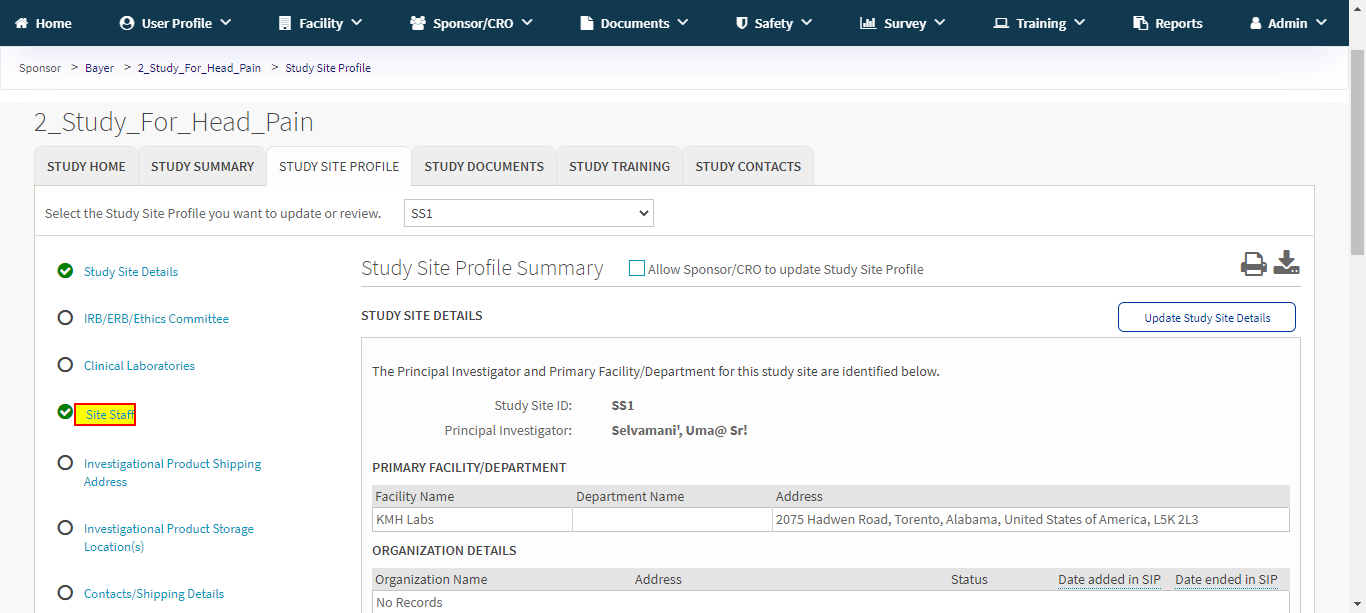 Home User Profile Facility Sponsor/CRO Documents Safety Survey Training Reports Admin
Sponsor > Bayer > 2_Study_For_Head_Pain > Study Site Profile
2_Study_For_Head_Pain
STUDY HOME STUDY SUMMARY STUDY SITE PROFILE STUDY DOCUMENTS STUDY TRAINING STUDY CONTACTS
Select the Study Site Profile you want to update or review. SS1
Study Site Details
IRB/ERB/Ethics Committee
Clinical Laboratories
Site Staff
Investigational Product Shipping
Address
Investigational Product Storage
Location(s)
Contacts/Shipping Details
Study Site Profile Summary Allow Sponsor/CRO to update Study Site Profile
STUDY SITE DETAILS Update Study Site Details
The Principal Investigator and Primary Facility/Department for this study site are identified below.
Study Site ID: SS1
Principal Investigator: Selvamani', Uma@ Sr!
PRIMARY FACILITY/DEPARTMENT
Facility Name Department Name Address
KMH Labs 2075 Hadwen Road, Torento, Alabama, United States of America, L5K 2L3
ORGANIZATION DETAILS
Organization Name Address Status Date added in SIP Date ended in SIP
No Records